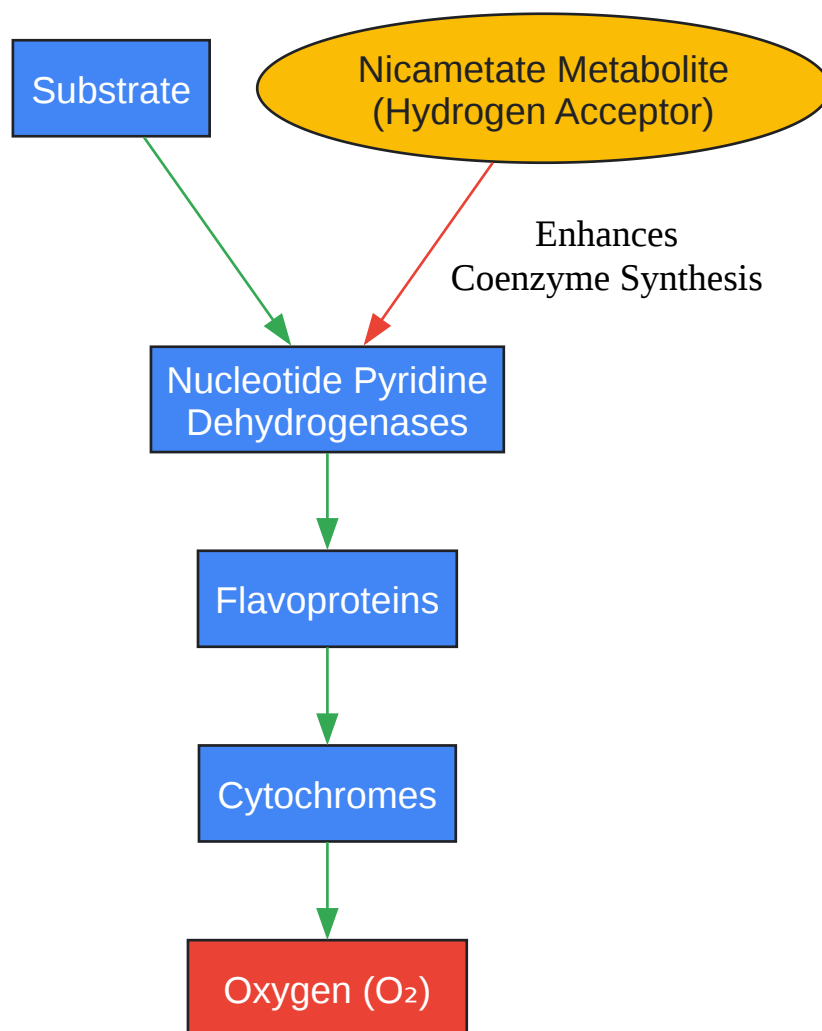 Substrate
Nicametate Metabolite
(Hydrogen Acceptor)
Enhances
Coenzyme Synthesis
Nucleotide Pyridine
Dehydrogenases
Flavoproteins
Cytochromes
Oxygen (O₂)